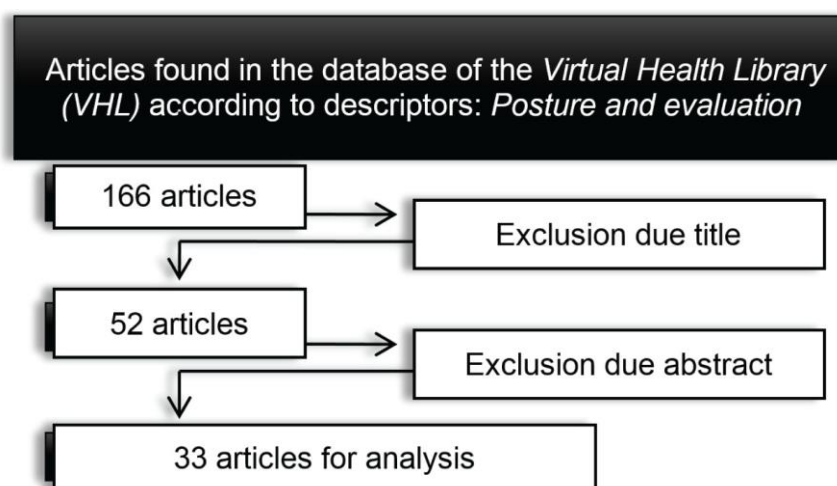 Articles found in the database of the Virtual Health Library
(VHL) according to descriptors: Posture and evaluation
166 articles
Exclusion due title
52 articles
Exclusion due abstract
33 articles for analysis